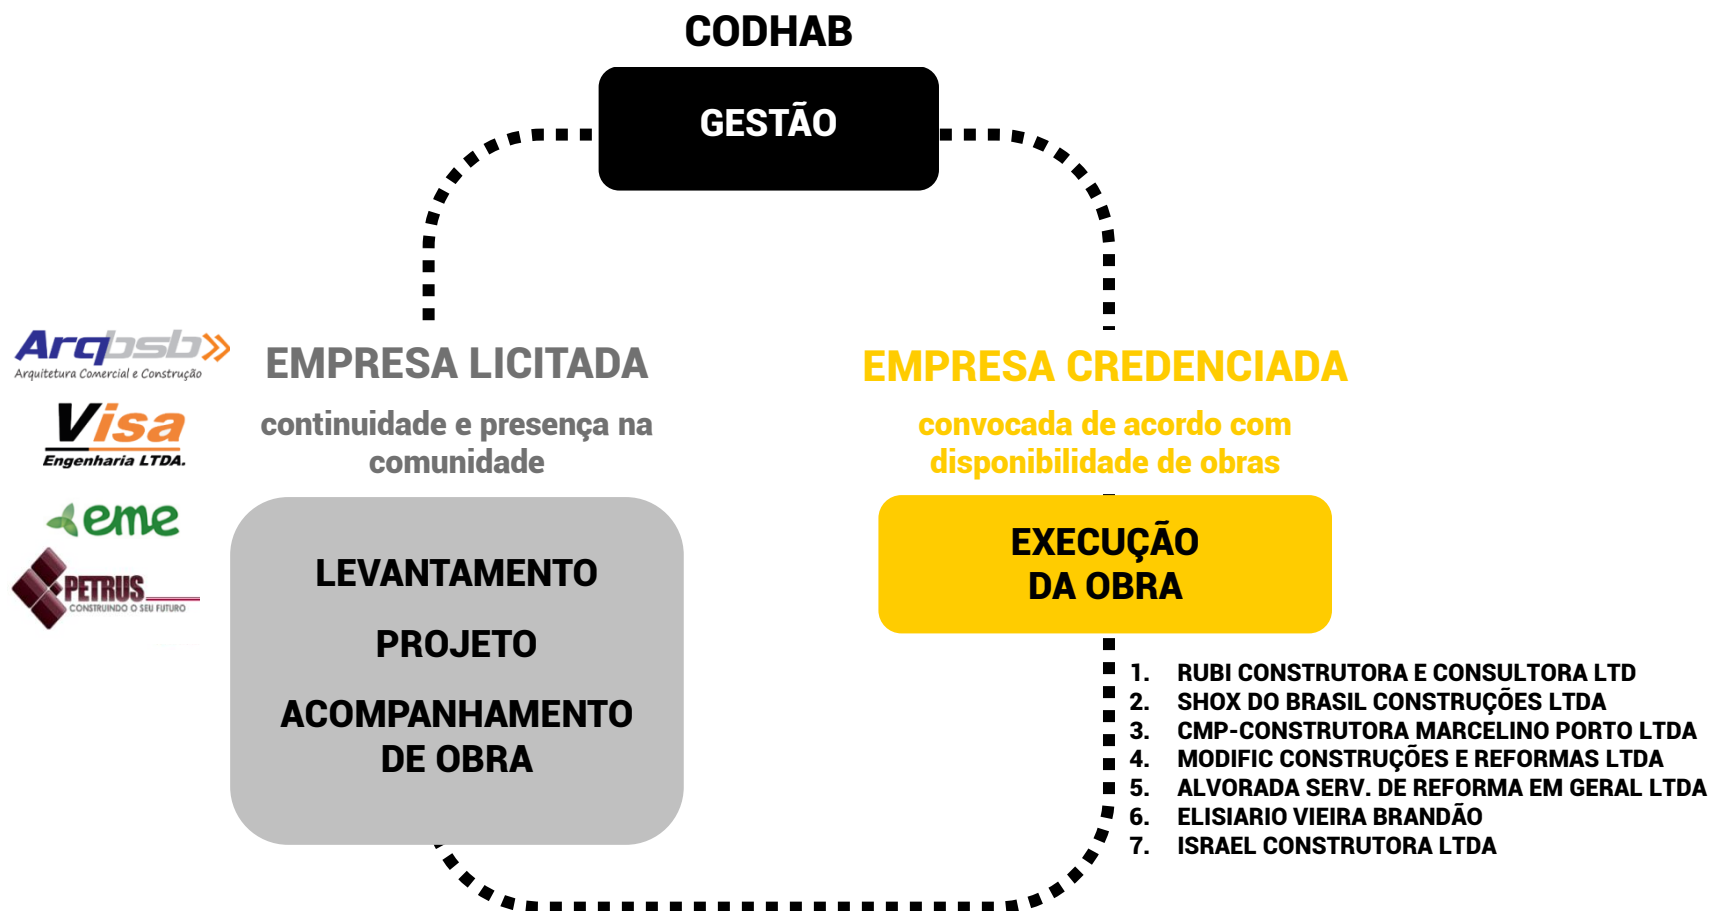 CODHAB
GESTÃO
Arqbsb
Arquitetura Comercial e Construção
Visa
Engenharia LTDA.
eme
PETRUS
CONSTRUINDO O SEU FUTURO
EMPRESA LICITADA
continuidade e presença na
comunidade
LEVANTAMENTO
PROJETO
ACOMPANHAMENTO
DE OBRA
EMPRESA CREDENCIADA
convocada de acordo com
disponibilidade de obras
EXECUÇÃO
DA OBRA
1. RUBI CONSTRUTORA E CONSULTORA LTD
2. SHOX DO BRASIL CONSTRUÇÕES LTDA
3. CMP-CONSTRUTORA MARCELINO PORTO LTDA
4. MODIFIC CONSTRUÇÕES E REFORMAS LTDA
5. ALVORADA SERV. DE REFORMA EM GERAL LTDA
6. ELISIARIO VIEIRA BRANDÃO
7. ISRAEL CONSTRUTORA LTDA